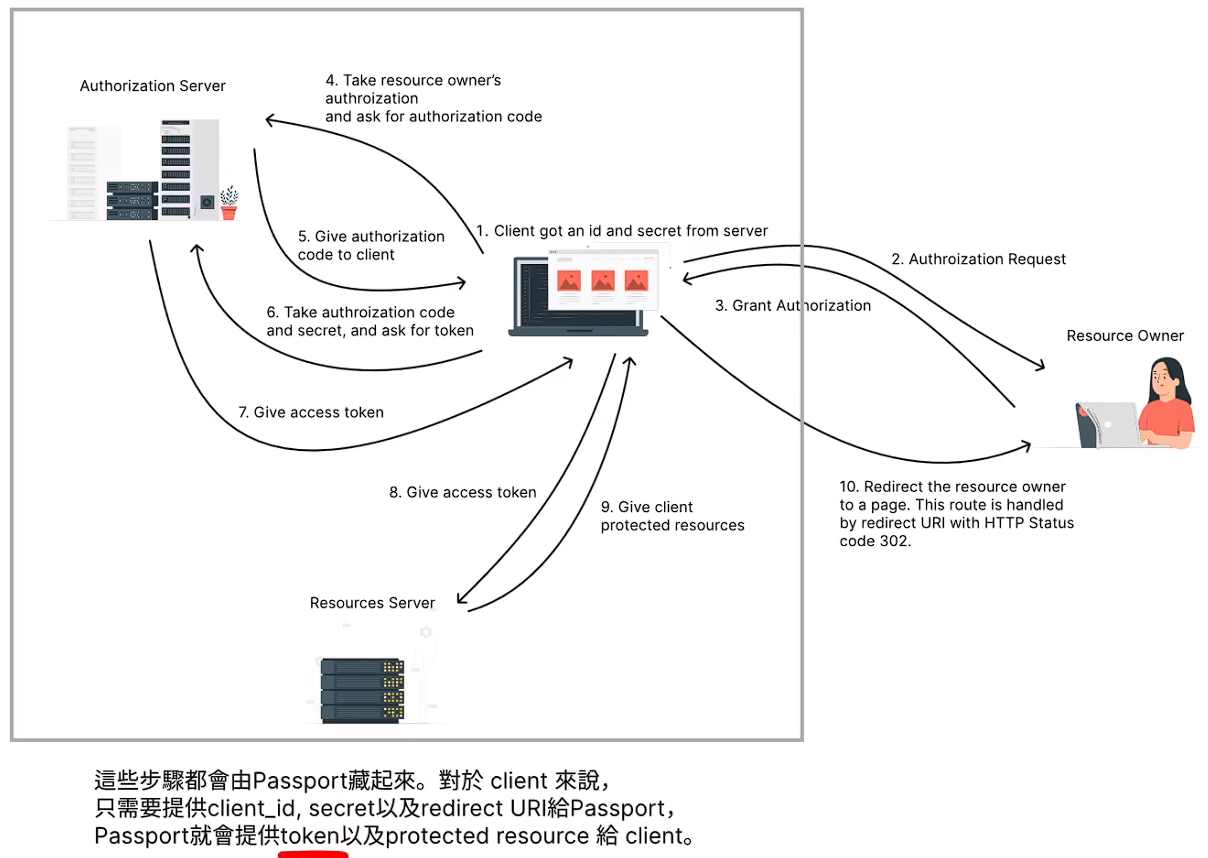 Authorization Server
4. Take resource owner’s
authroization
and ask for authorization code
1. Client got an id and secret from server
5. Give authorization
code to client
2. Authroization Request
3. Grant Authorization
6. Take authroization code
and secret, and ask for token
Resource Owner
7. Give access token
8. Give access token
9. Give client
protected resources
10. Redirect the resource owner
to a page. This route is handled
by redirect URI with HTTP Status
code 302.
Resources Server
這些步驟都會由Passport藏起來。對於 client 來說，
只需要提供client_id, secret以及redirect URI給Passport，
Passport就會提供token以及protected resource 給 client。